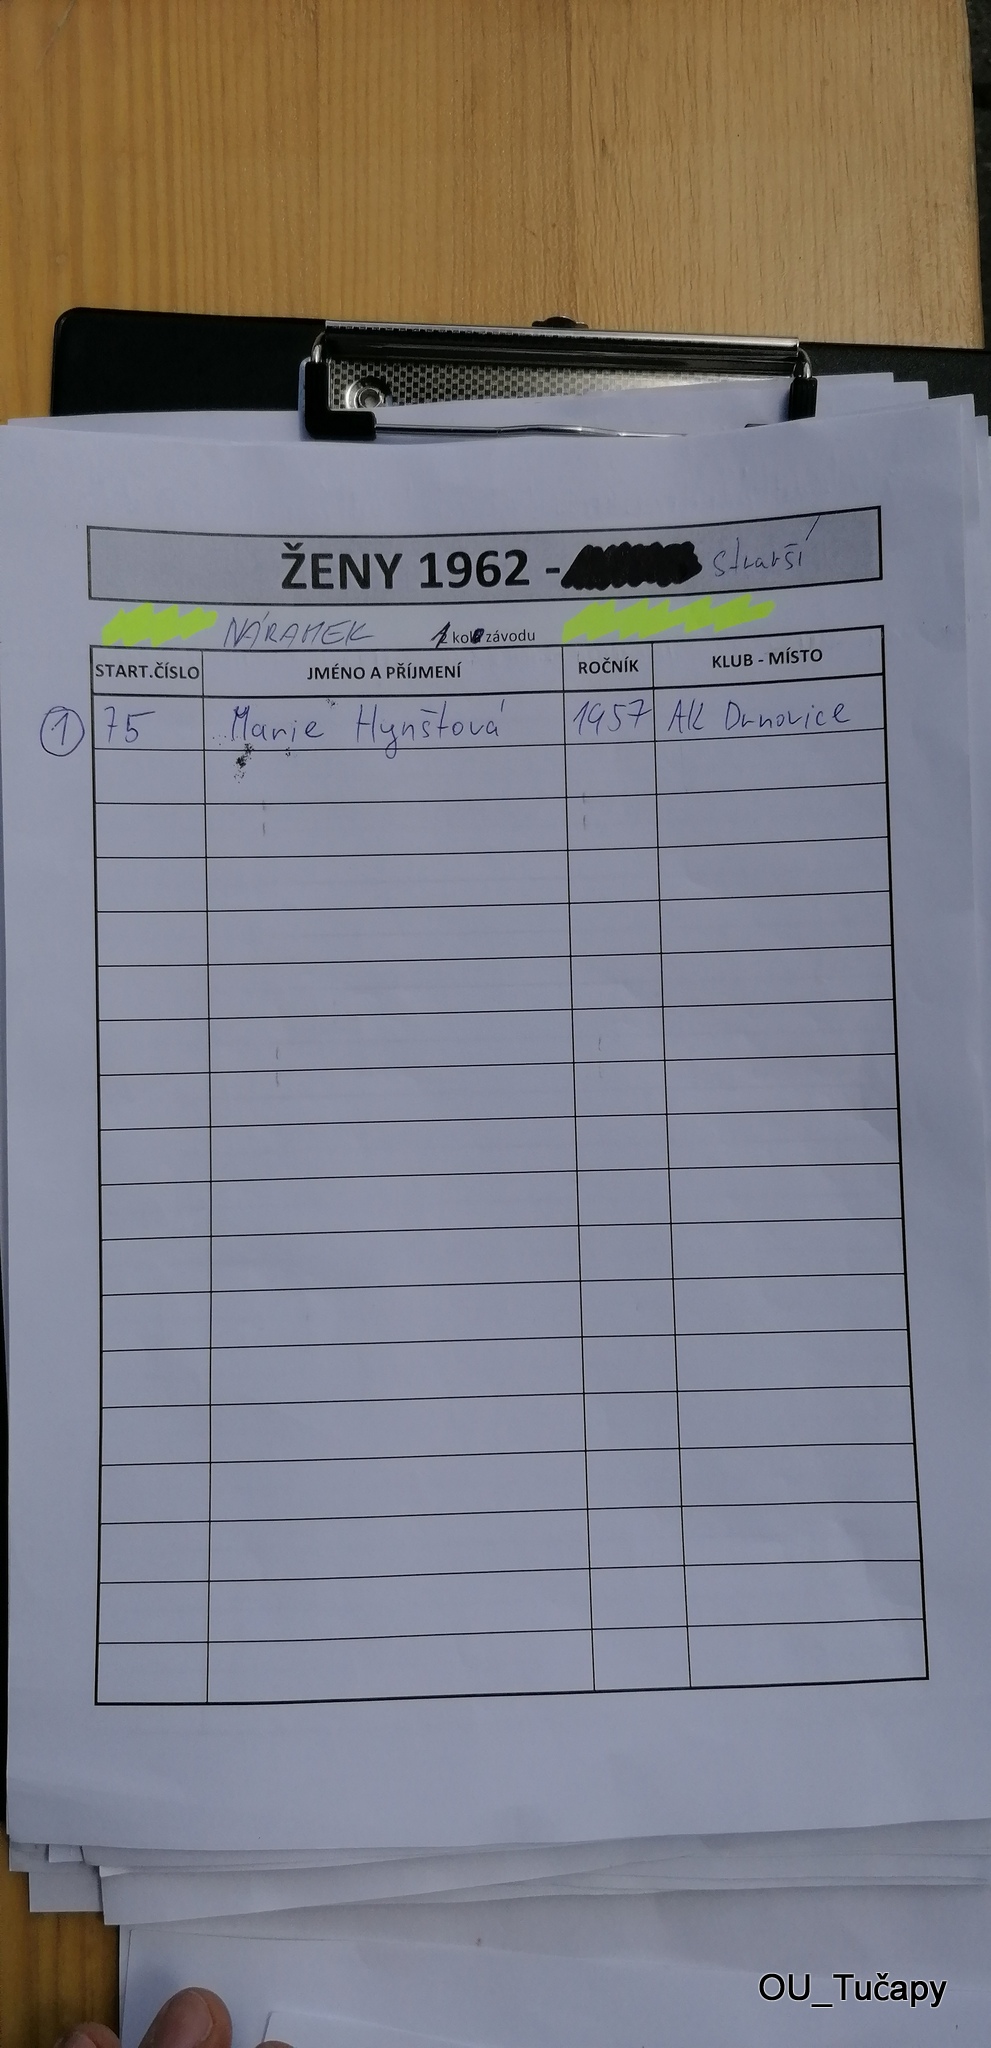 ŽENY 1962 - starší
NÁRAMEK závodu
START.ČÍSLO JMÉNO A PŘÍJMENÍ ROČNÍK KLUB - MÍSTO
1 75 Marie Hynštová 1957 AK Drnovice
OU_Tučapy